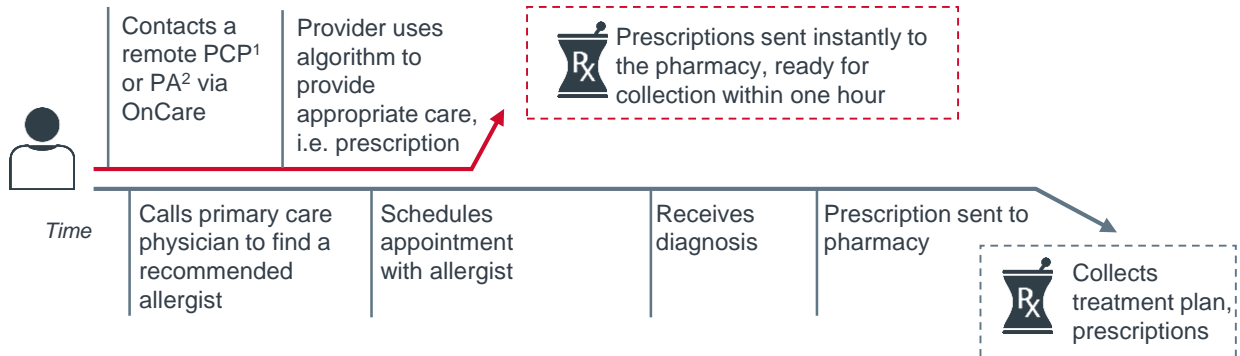 Contacts a
remote PCP¹
or PA² via
OnCare
Provider uses
algorithm to
provide
appropriate care,
i.e. prescription
Rx
Prescriptions sent instantly to
the pharmacy, ready for
collection within one hour
Time
Calls primary care
physician to find a
recommended
allergist
Schedules
appointment
with allergist
Receives
diagnosis
Prescription sent to
pharmacy
Rx
Collects
treatment plan,
prescriptions